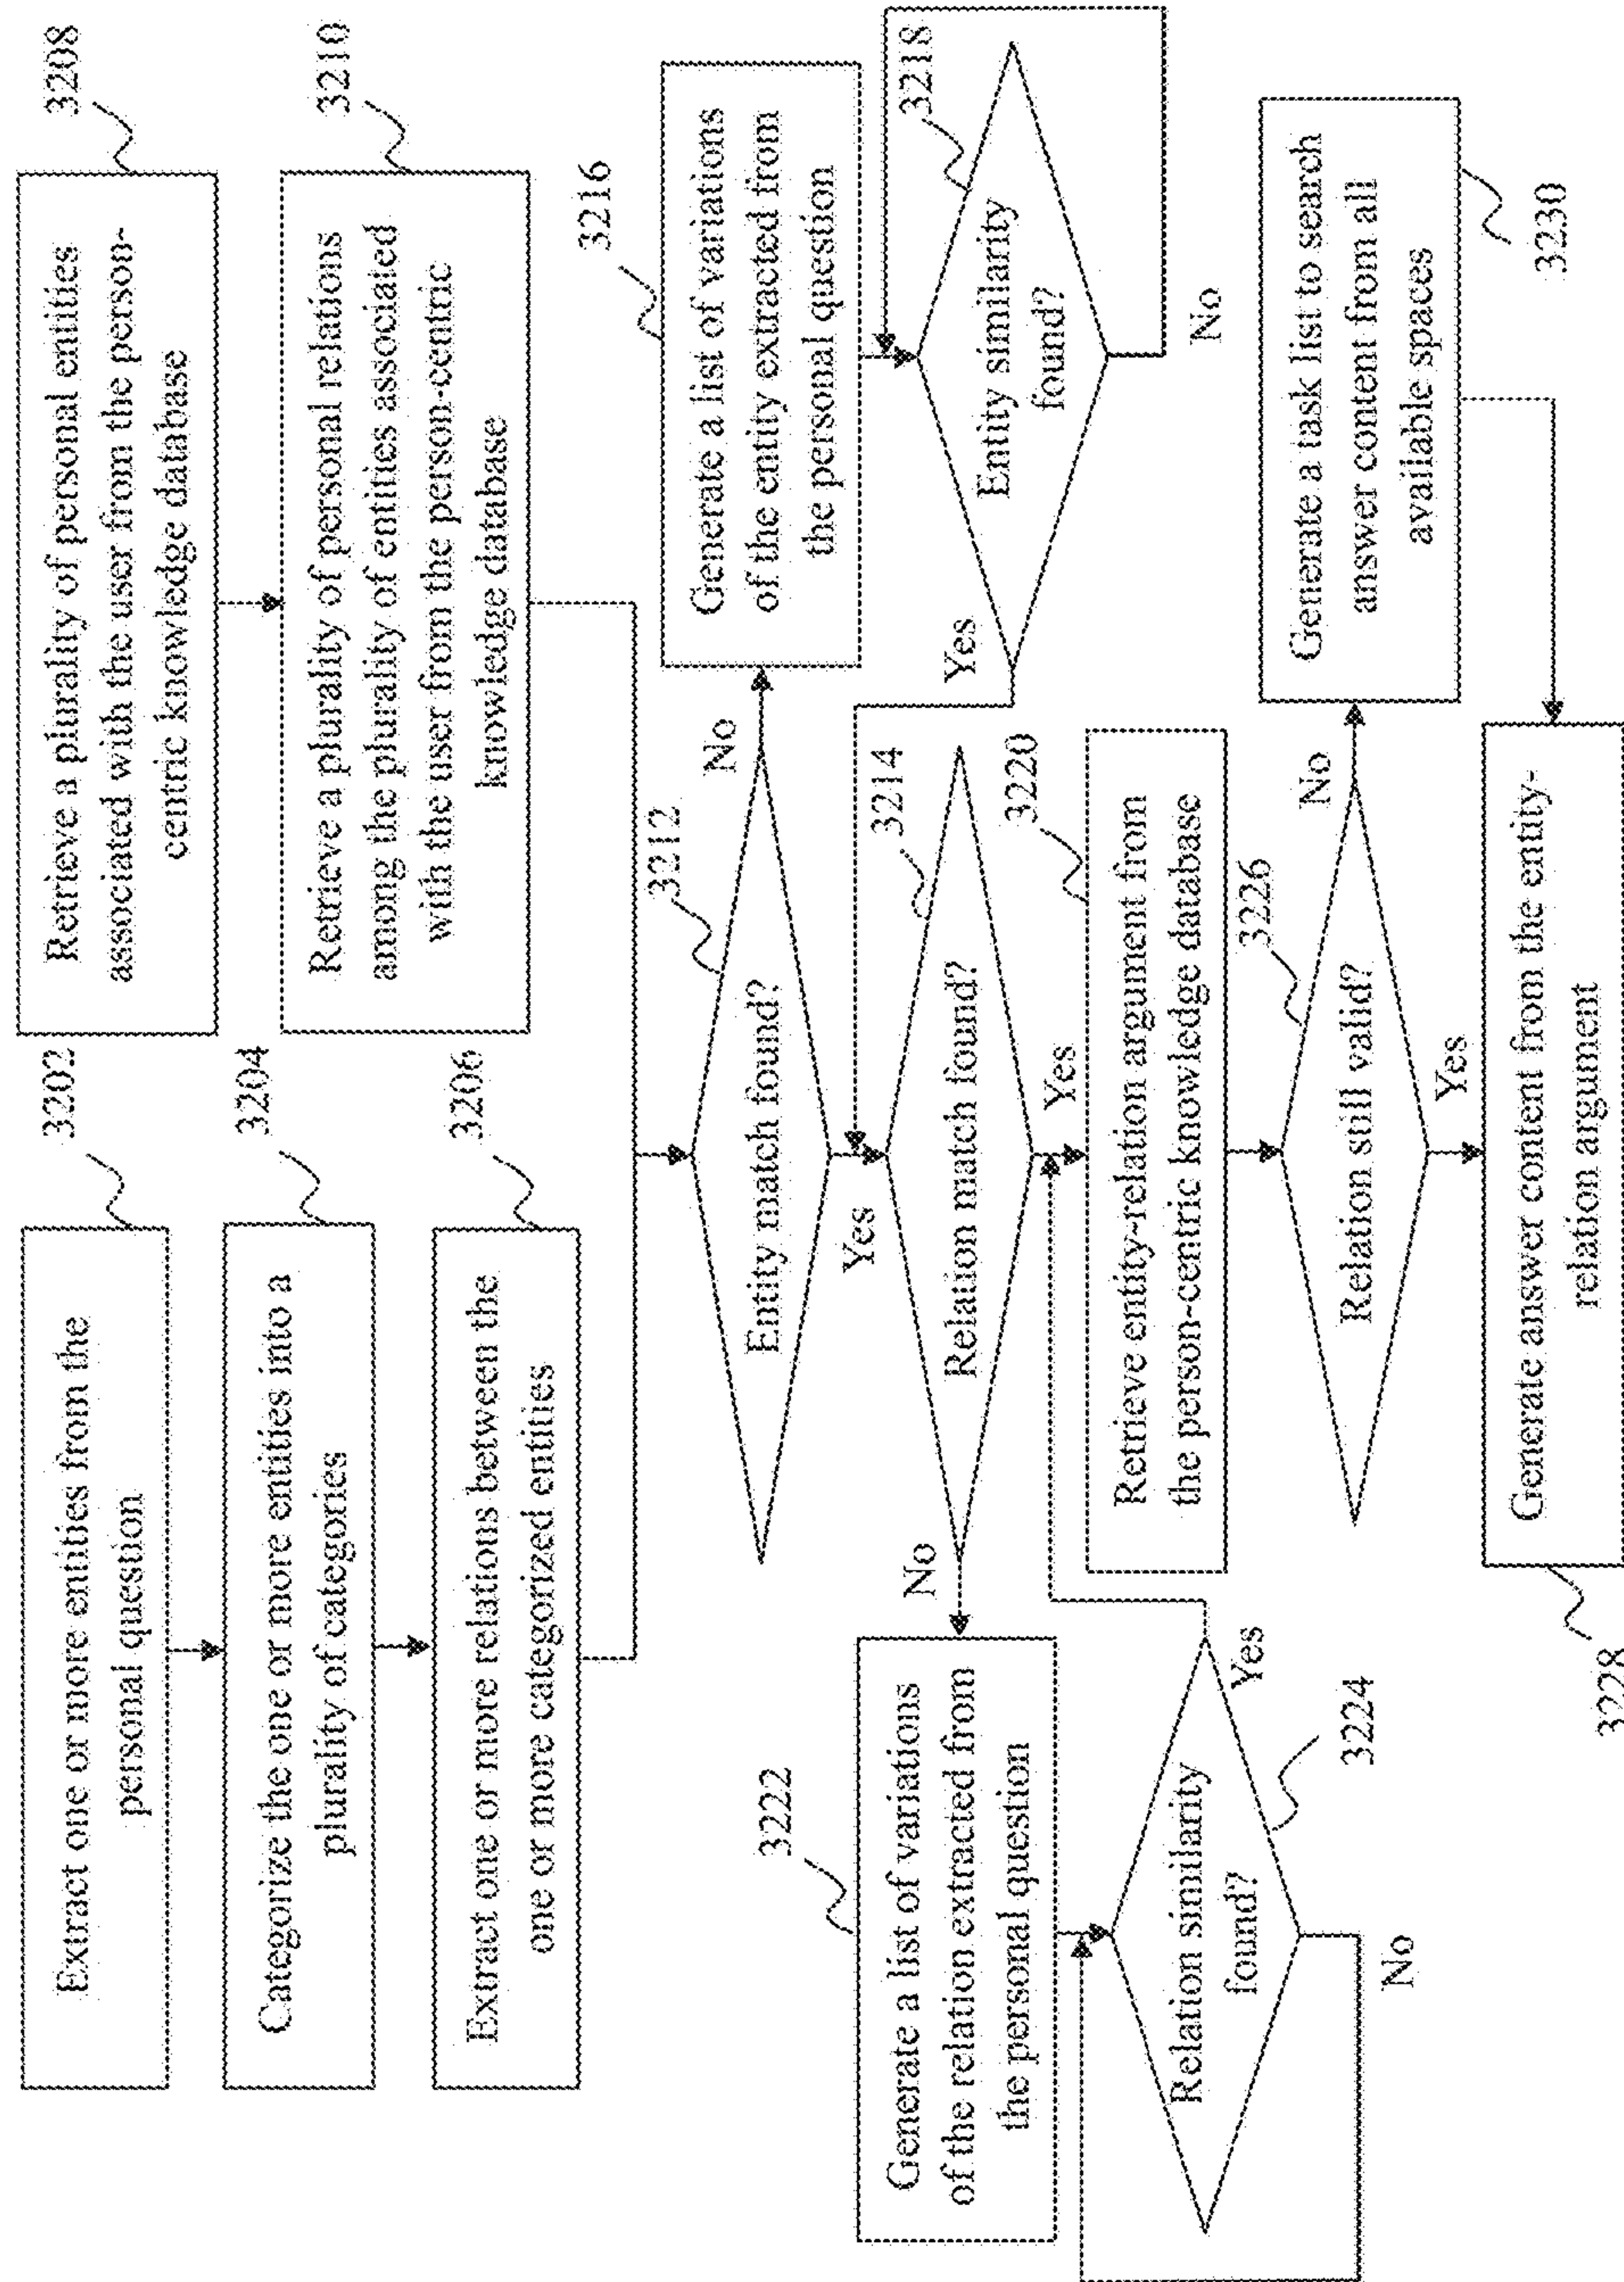 Extract one or more entities from the
personal question
3202
Categorize the one or more entities into a
plurality of categories
3204
Extract one or more relations between the
one or more categorized entities
3206
Retrieve a plurality of personal entities
associated with the user from the person-
centric knowledge database
3208
Retrieve a plurality of personal relations
among the plurality of entities associated
with the user from the person-centric
knowledge database
3210
Entity match found?
3212
No
Yes
Generate a list of variations
of the entity extracted from
the personal question
3216
Entity similarity
found?
3218
Yes
No
Relation match found?
3214
No
Yes
Generate a list of variations
of the relation extracted from
the personal question
3222
Relation similarity
found?
3224
Yes
No
Retrieve entity-relation argument from
the person-centric knowledge database
3220
Relation still valid?
3226
No
Yes
Generate a task list to search
answer content from all
available spaces
3230
Generate answer content from the entity-
relation argument
3228